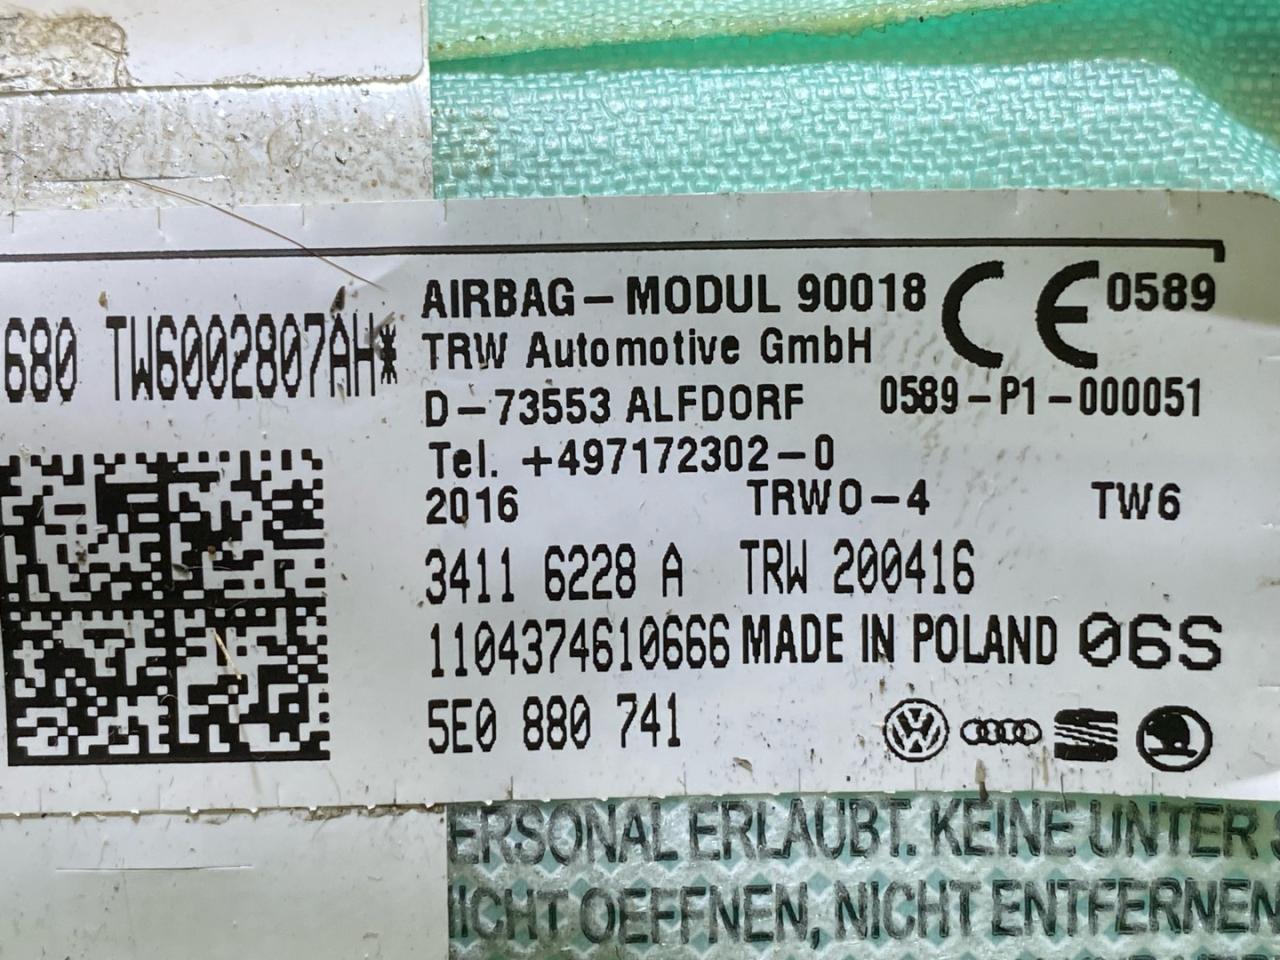 AIRBAG-MODUL 90018 CE 0589
680 TW6002807AH*
TRW Automotive GmbH
D-73553 ALFDORF 0589-P1-000051
Tel. +497172302-0
2016 TRWO-4 TW6
3411 6228 A TRW 200416
1104374610666 MADE IN POLAND 06S
5E0 880 741
ERSONAL ERLAUBT. KEINE UNTER S
ICHT OEFFNEN, NICHT ENTFERNEN